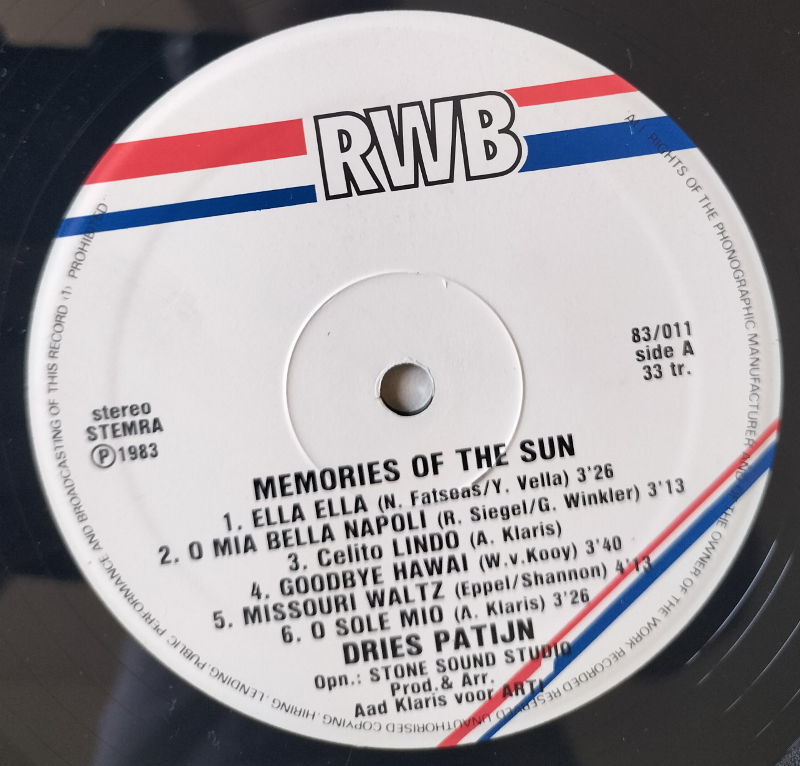 RWB
83/011
side A
33 tr.
stereo
STEMRA
Ⓟ1983
MEMORIES OF THE SUN
1. ELLA ELLA (N. Fatseas/Y. Vella) 3'26
2. O MIA BELLA NAPOLI (R. Siegel/G. Winkler) 3'13
3. Celito LINDO (A. Klaris)
4. GOODBYE HAWAI (W.v.Kooy) 3'40
5. MISSOURI WALTZ (Eppel/Shannon) 4'13
6. O SOLE MIO (A. Klaris) 3'26
DRIES PATIJN
Opn.: STONE SOUND STUDIO
Prod.& Arr.
Aad Klaris voor ARTI
ALL RIGHTS OF THE PHONOGRAPHIC MANUFACTURER AND OF THE OWNER OF THE WORK RECORDED RESERVED UNAUTHORISED COPYING. HIRING. LENDING. PUBLIC PERFORMANCE AND BROADCASTING OF THIS RECORD (1) PROHIBITED